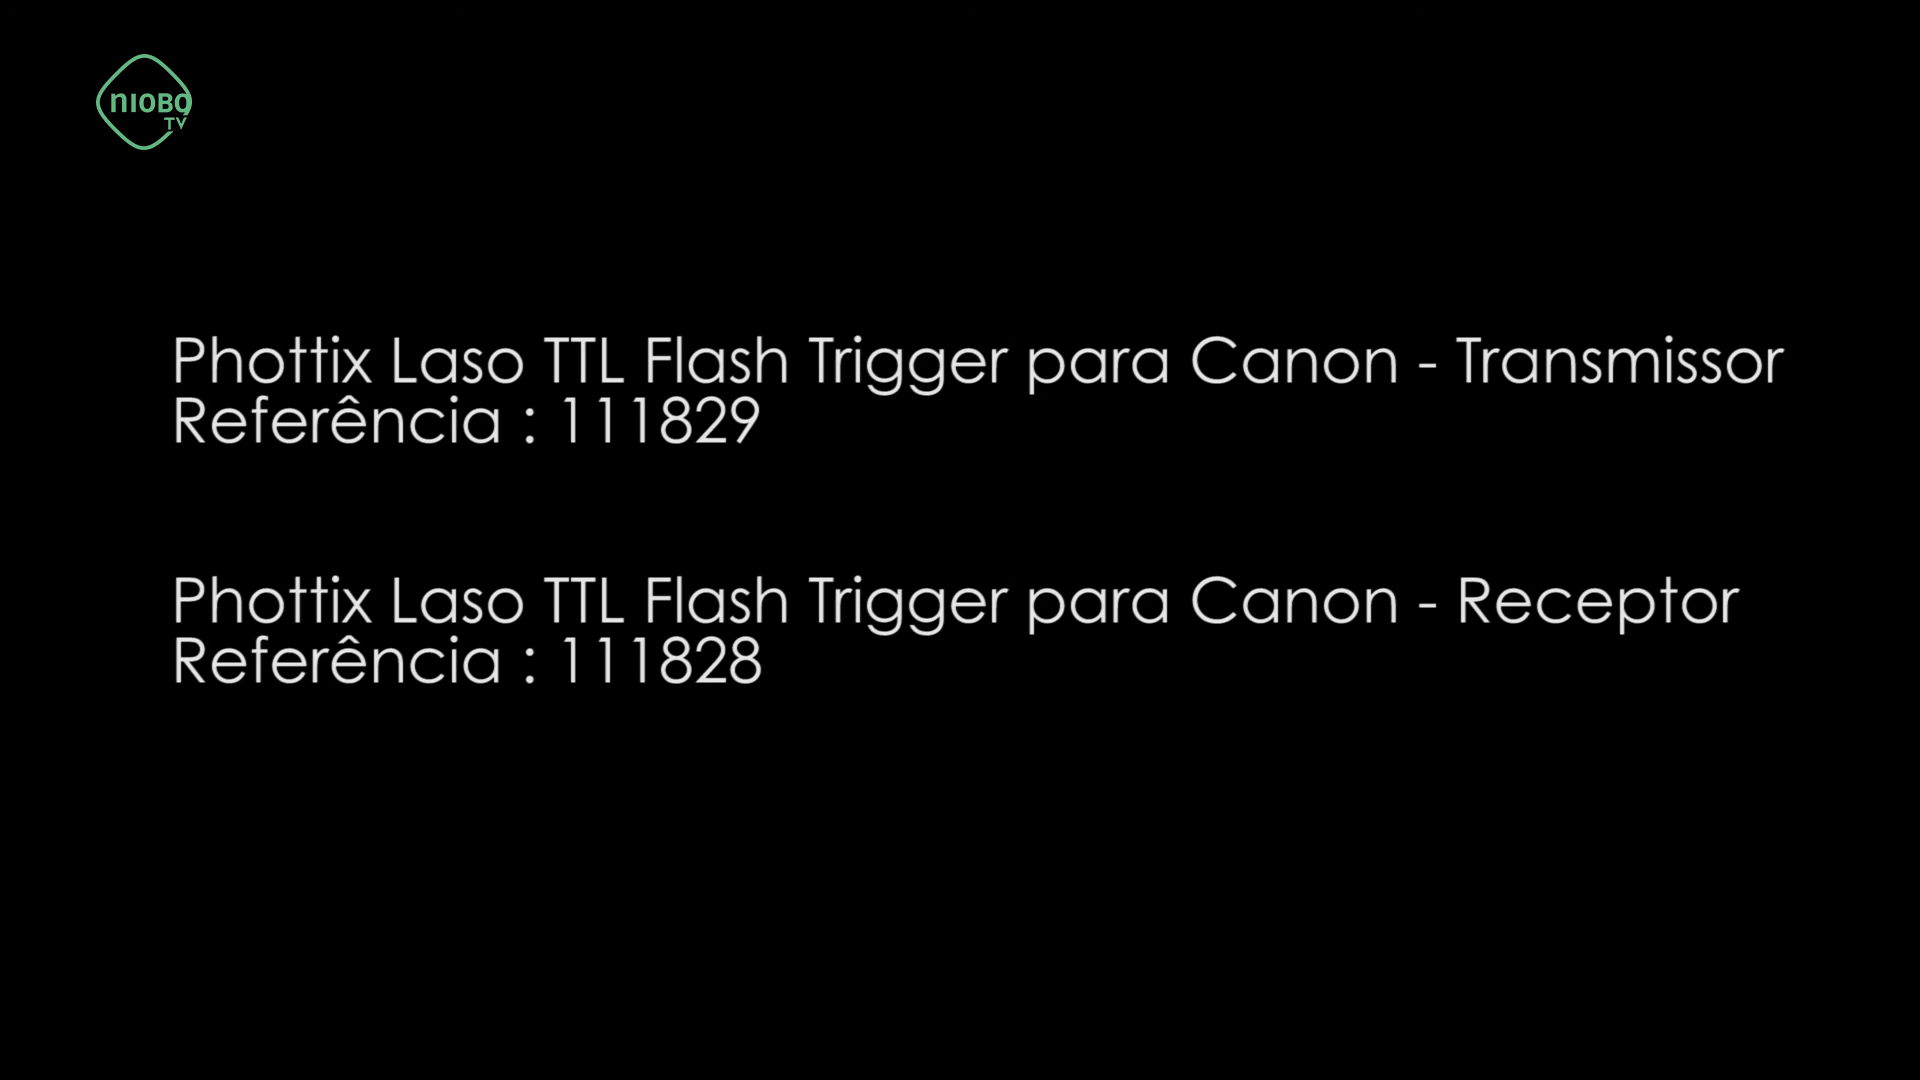 NIOBO
TV
Phottix Laso TTL Flash Trigger para Canon - Transmissor
Referência : 111829
Phottix Laso TTL Flash Trigger para Canon - Receptor
Referência : 111828